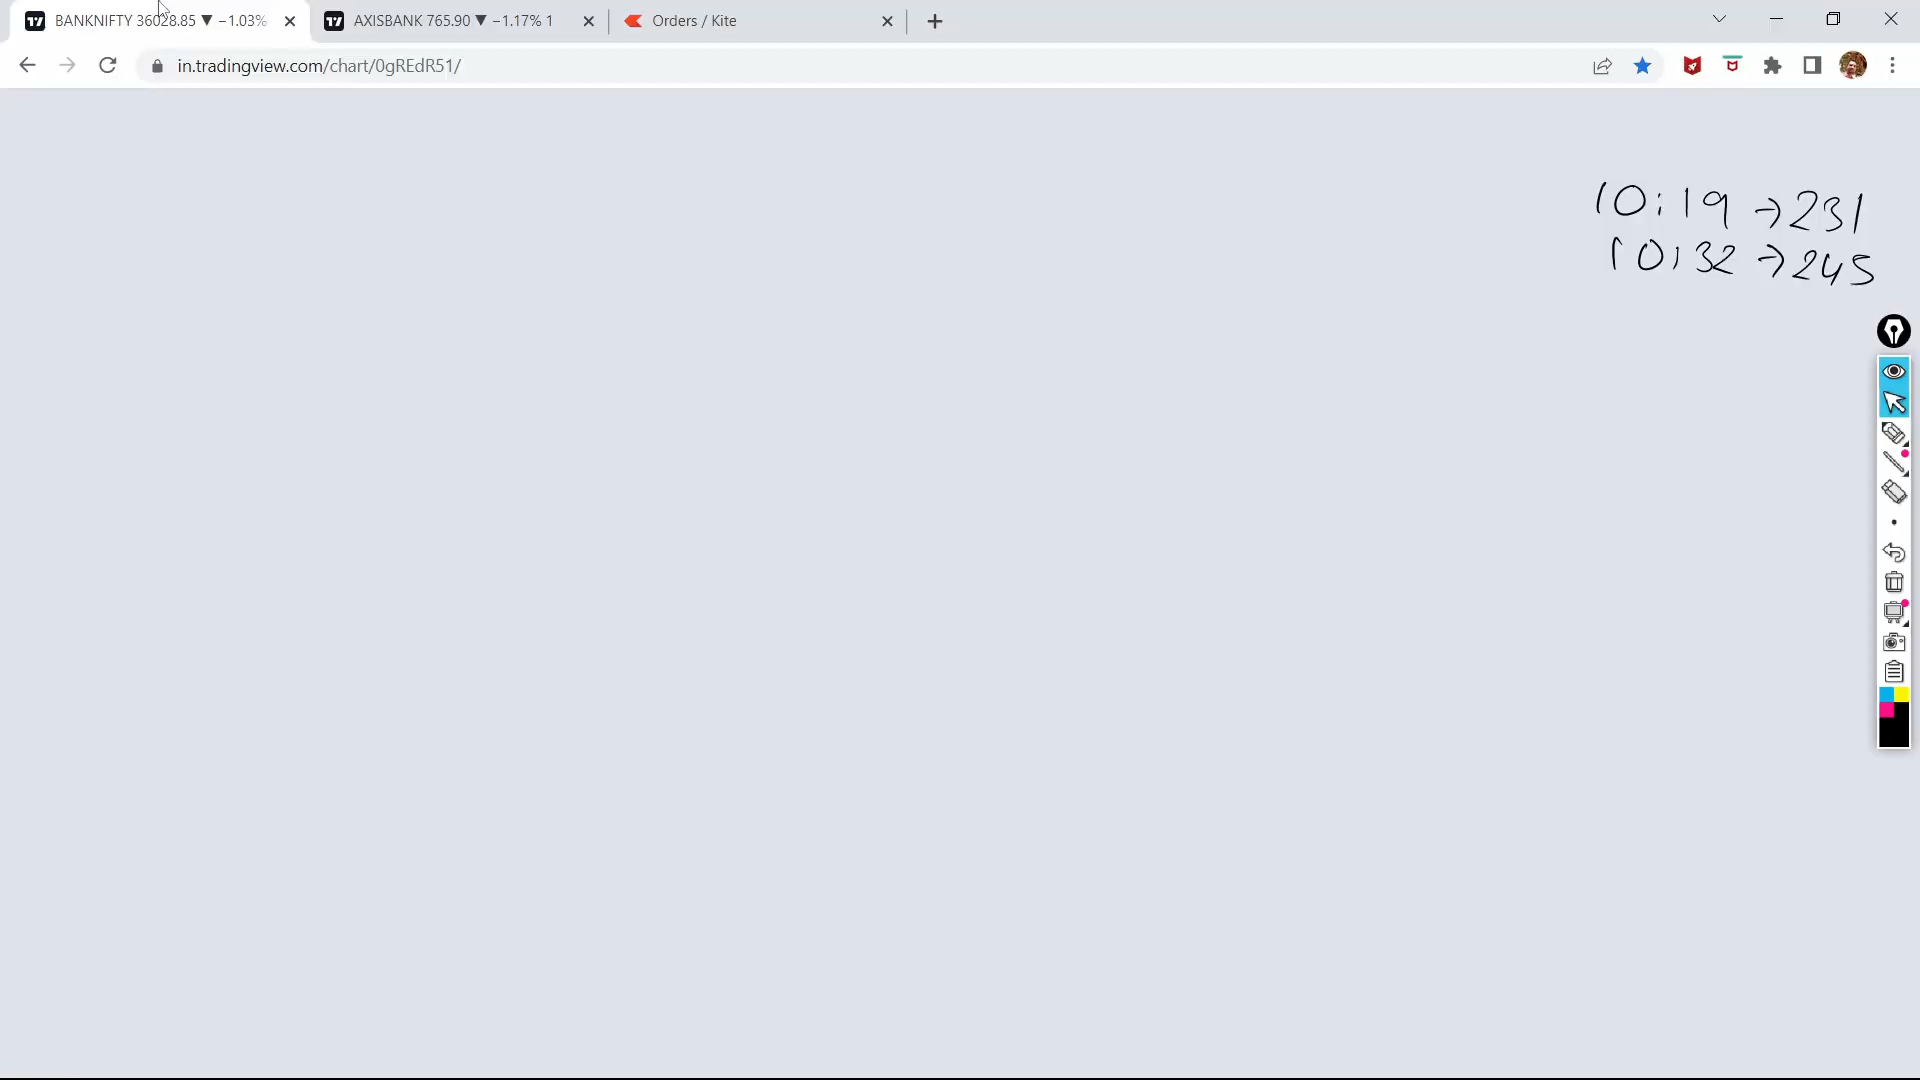 BANKNIFTY 36028.85 ▼ −1.03%
AXISBANK 765.90 ▼ −1.17% 1
Orders / Kite
in.tradingview.com/chart/0gREdR51/
10:19 →231
10:32 →245